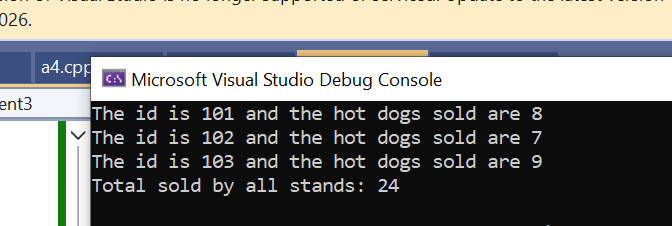 of Visual Studio is no longer supported or serviced. Update to the latest version
026.
a4.cpp
ent3
Microsoft Visual Studio Debug Console
The id is 101 and the hot dogs sold are 8
The id is 102 and the hot dogs sold are 7
The id is 103 and the hot dogs sold are 9
Total sold by all stands: 24